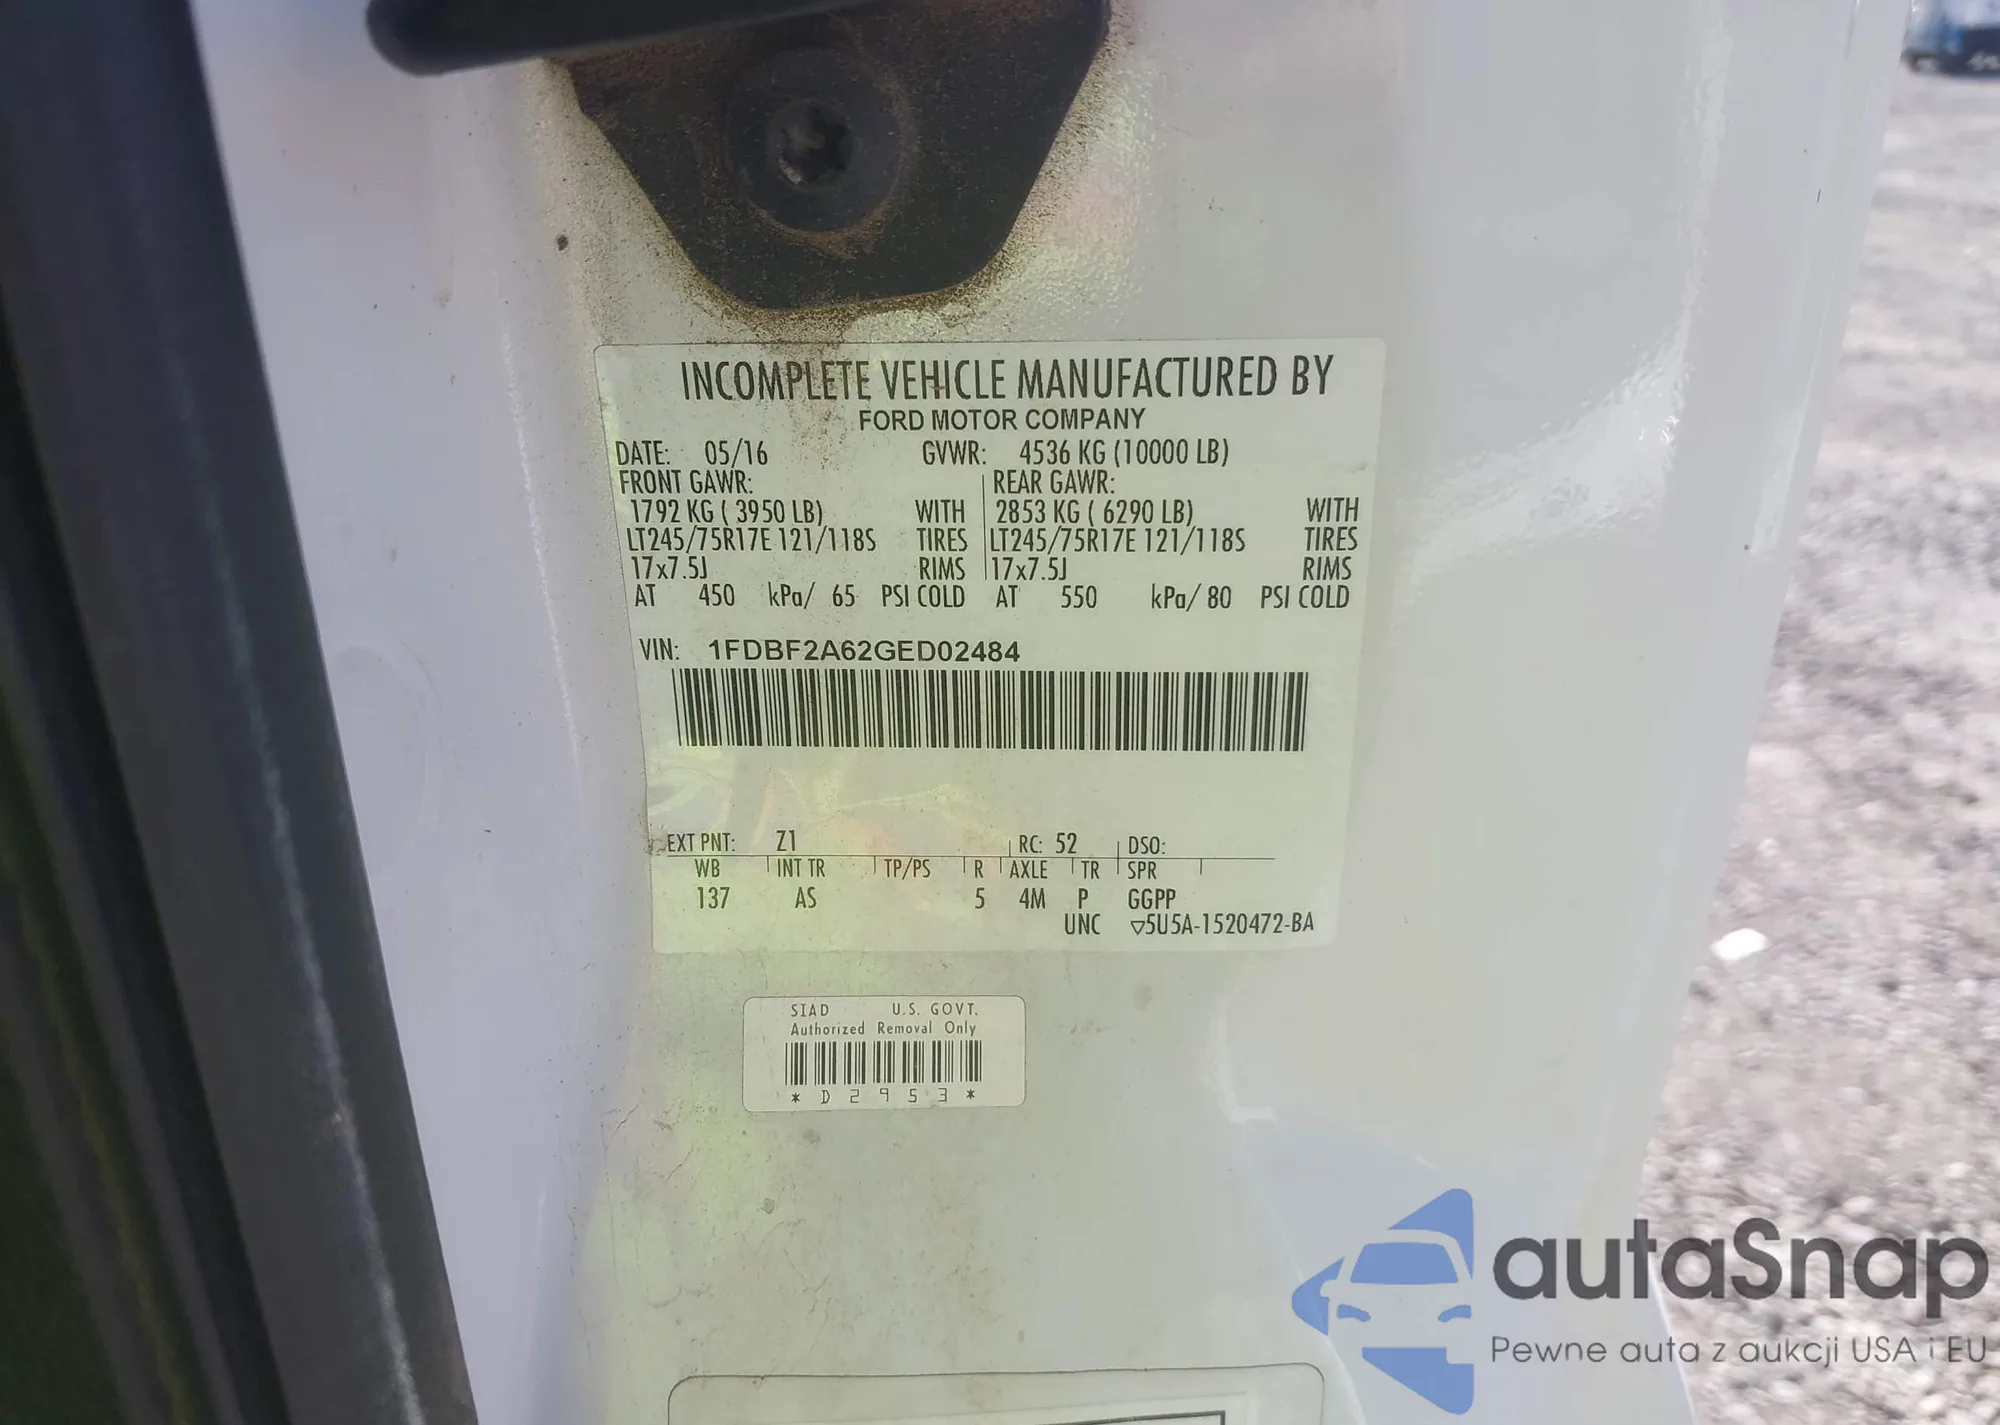 INCOMPLETE VEHICLE MANUFACTURED BY
FORD MOTOR COMPANY
DATE: 05/16 GVWR: 4536 KG (10000 LB)
FRONT GAWR: REAR GAWR:
1792 KG ( 3950 LB) WITH 2853 KG ( 6290 LB) WITH
LT245/75R17E 121/118S TIRES LT245/75R17E 121/118S TIRES
17x7.5J RIMS 17x7.5J RIMS
AT 450 kPa/ 65 PSI COLD AT 550 kPa/ 80 PSI COLD
VIN: 1FDBF2A62GED02484
EXT PNT: Z1 RC: 52 DSO:
WB INT TR TP/PS R AXLE TR SPR
137 AS 5 4M P GGPP
UNC ▽5U5A-1520472-BA
SIAD U.S. GOVT.
Authorized Removal Only
* D 2 9 5 3 *
autaSnap
Pewne auta z aukcji USA i EU